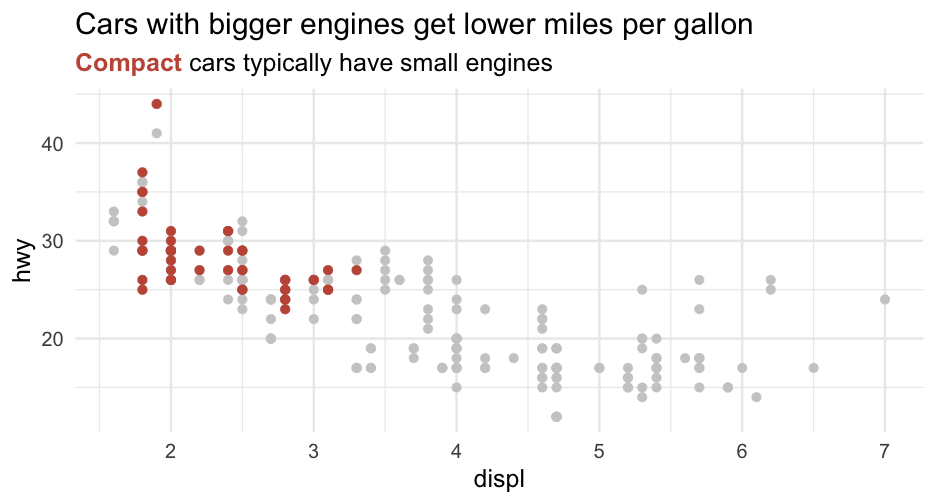 Cars with bigger engines get lower miles per gallon
Compact cars typically have small engines
hwy
40
30
20
2 3 4 5 6 7
displ